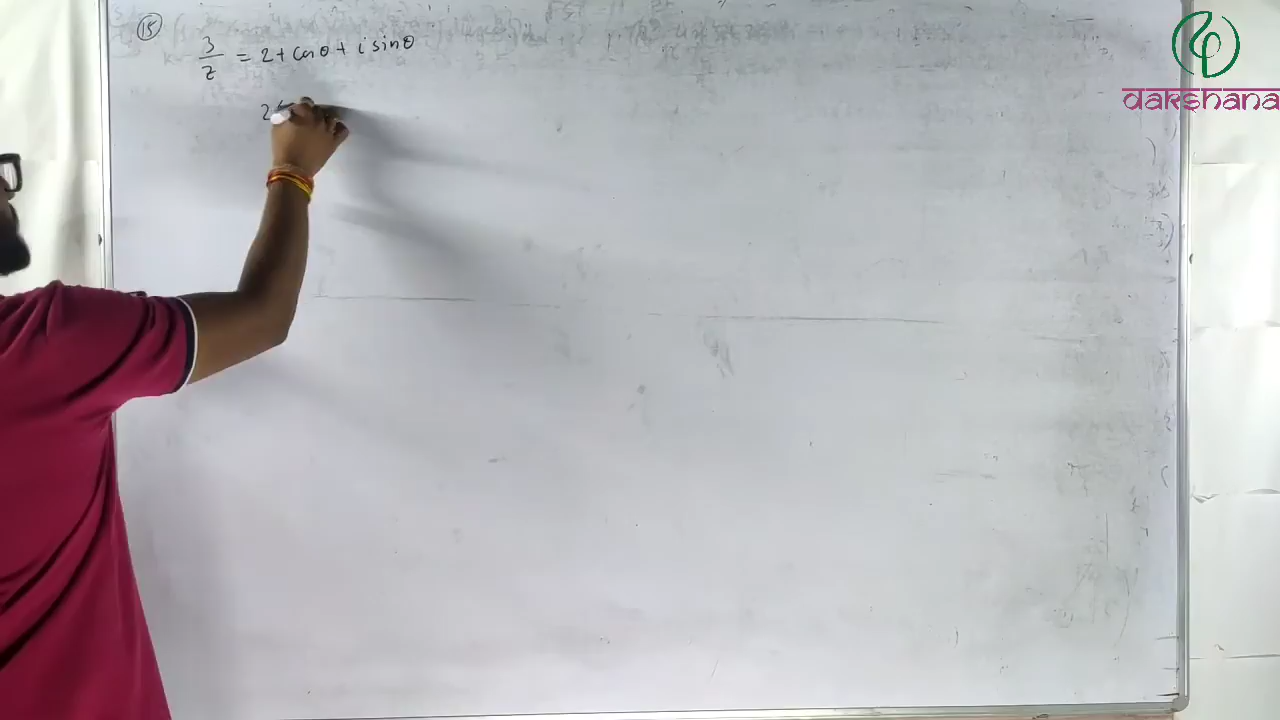 (15) 3/z = 2 + cosθ + i sinθ
2
dakshana